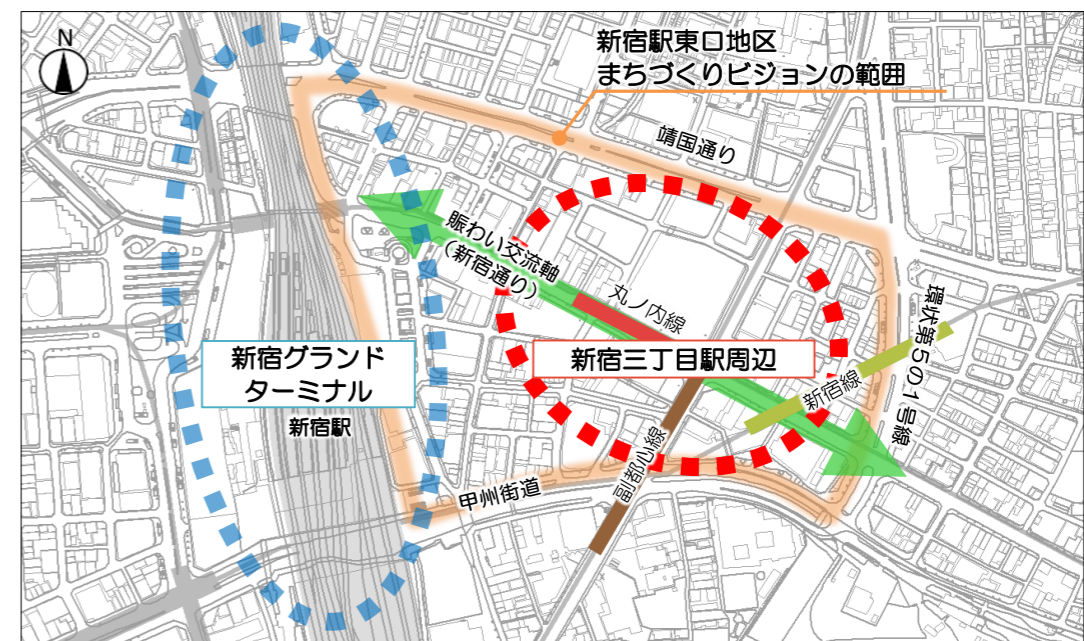 N
新宿駅東口地区
まちづくりビジョンの範囲
靖国通り
賑わい交流軸
（新宿通り）
丸ノ内線
環状第5の1号線
新宿グランド
ターミナル
新宿三丁目駅周辺
新宿線
新宿駅
副都心線
甲州街道